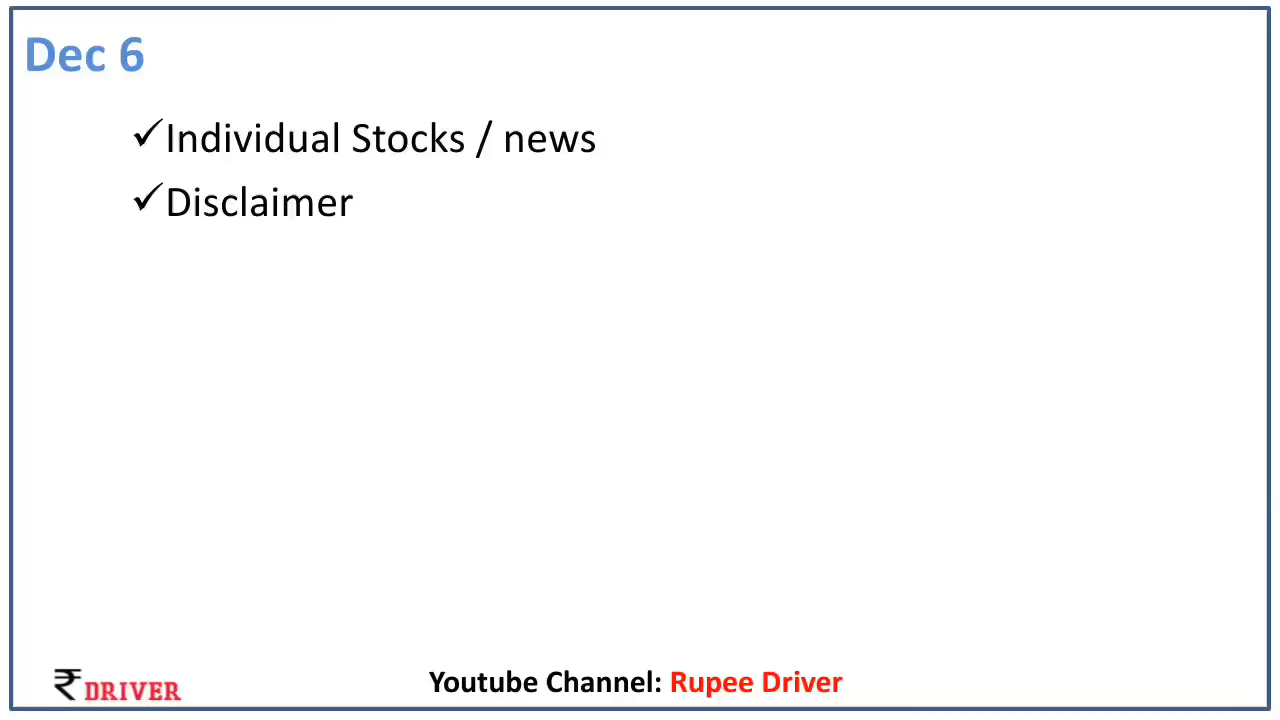 Dec 6
✓Individual Stocks / news
✓Disclaimer
₹ DRIVER
Youtube Channel: Rupee Driver